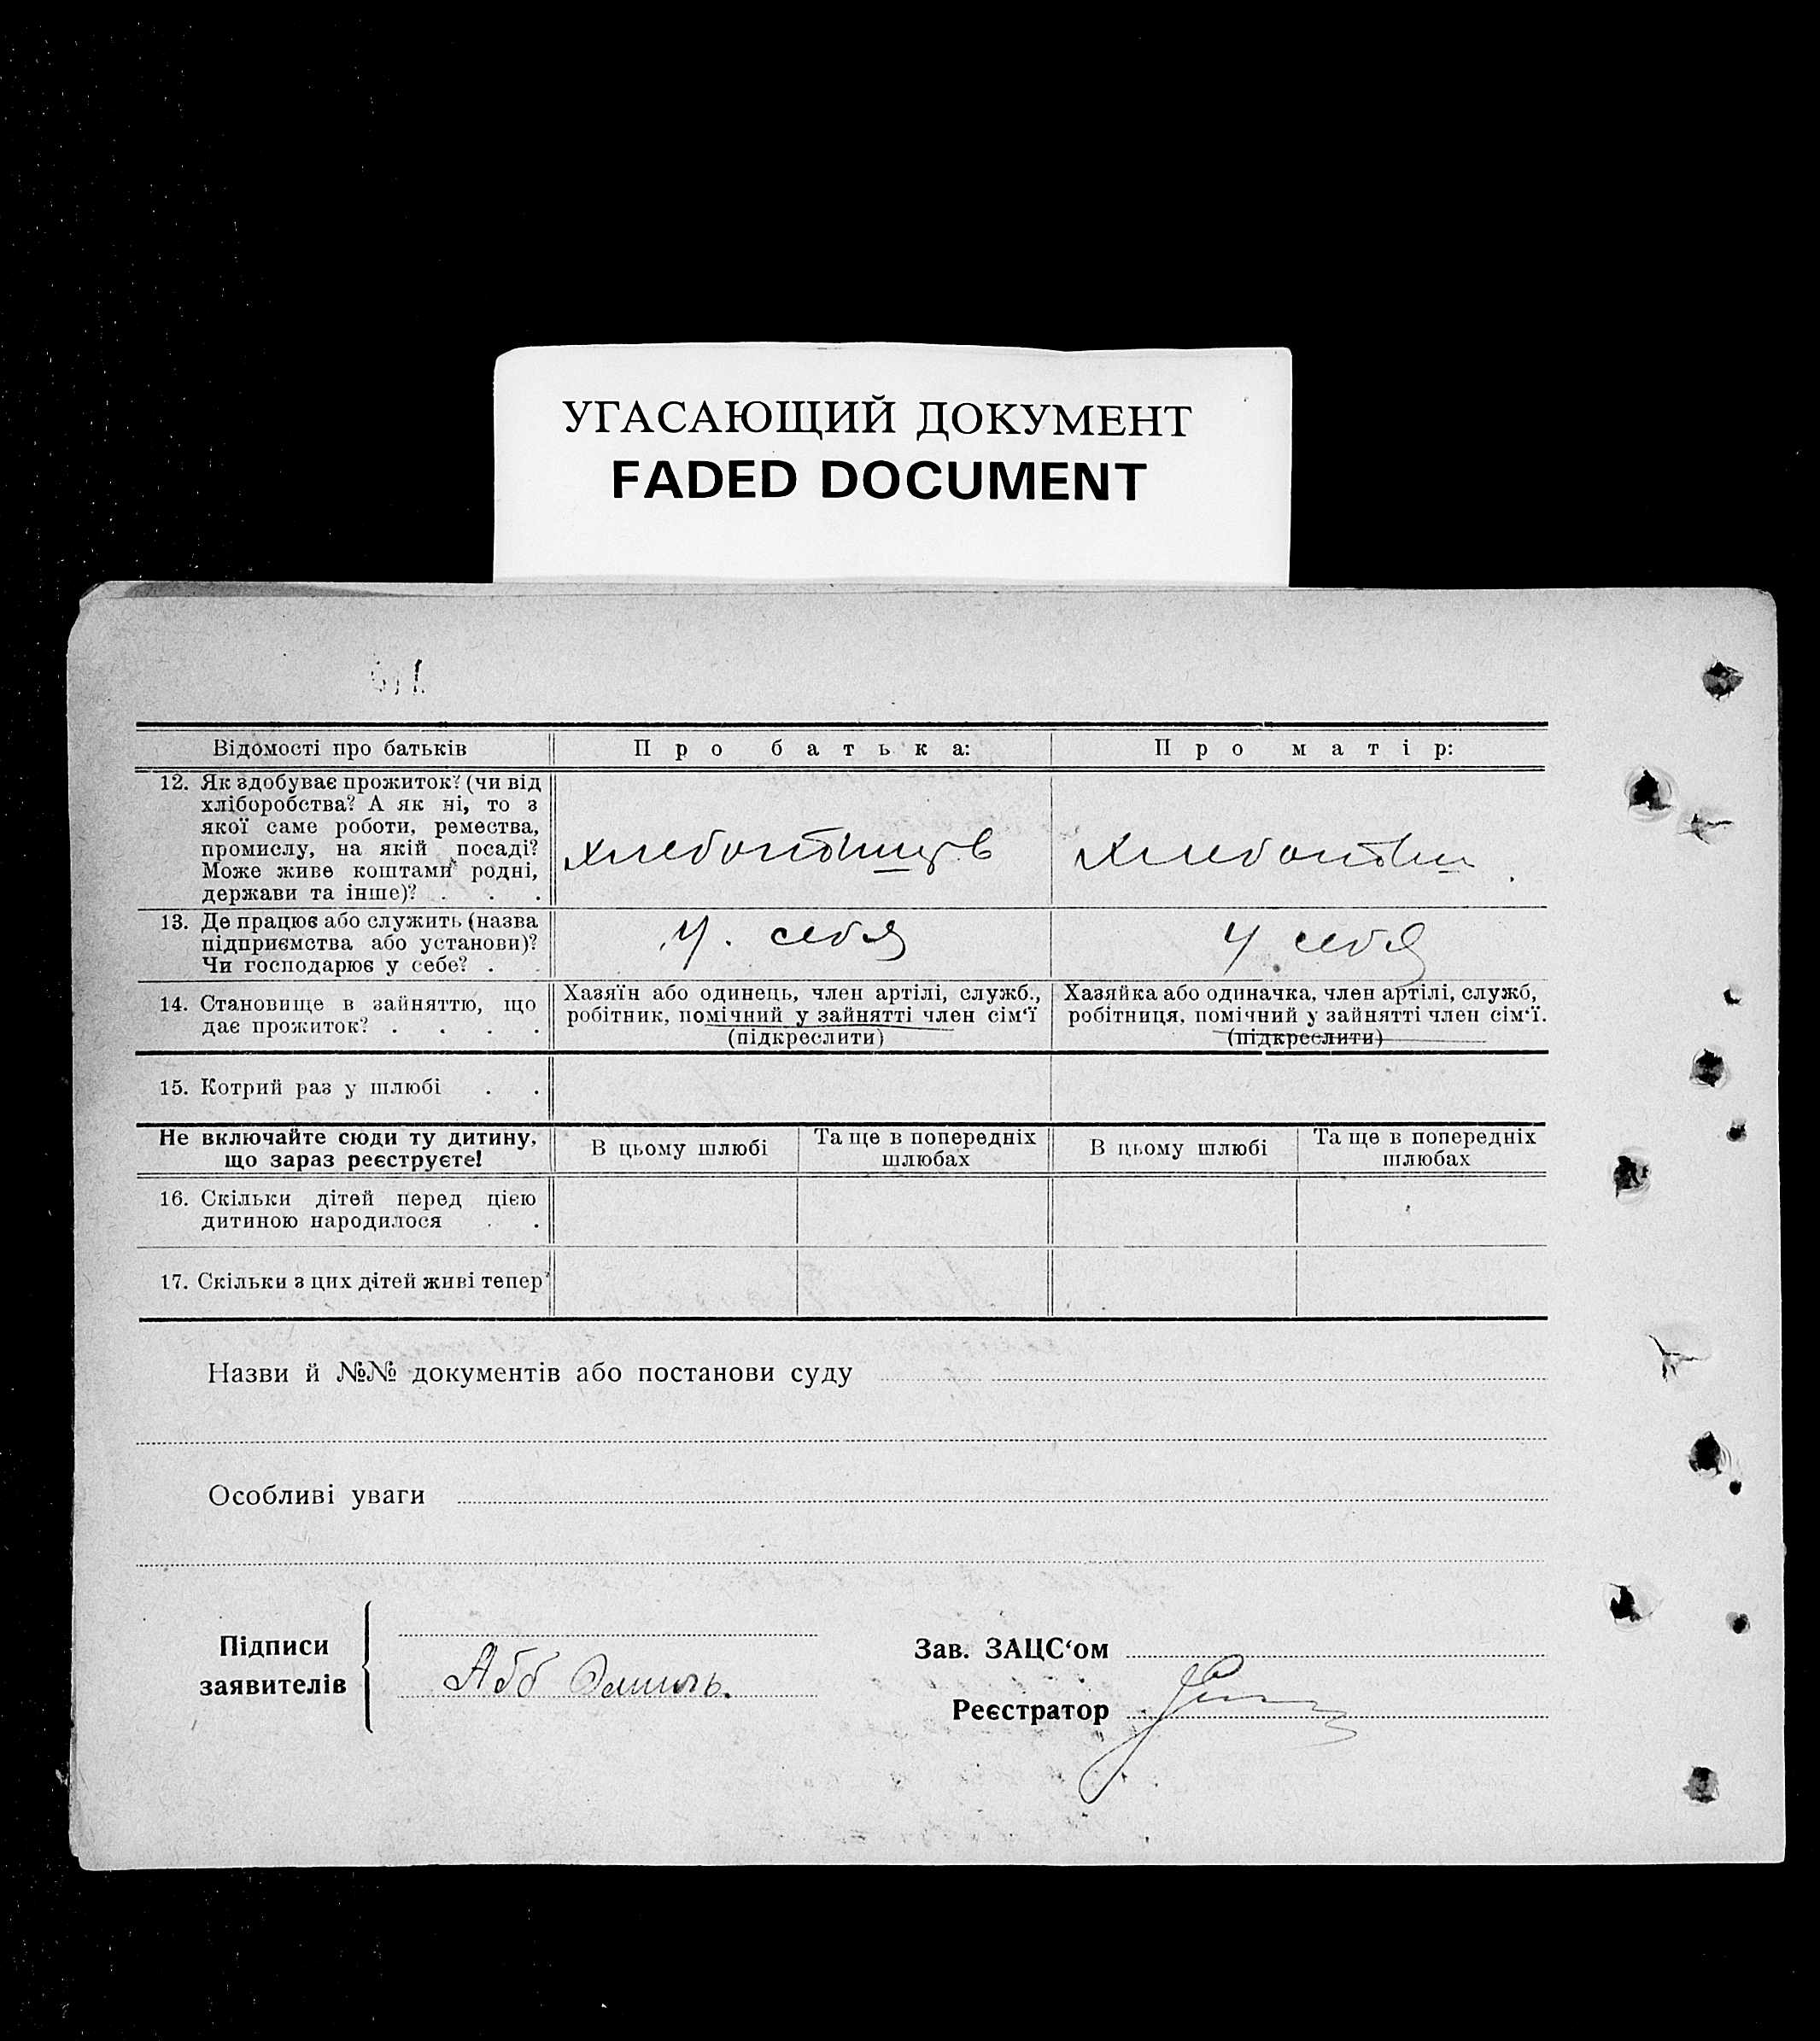 УГАСАЮЩИЙ ДОКУМЕНТ
FADED DOCUMENT
Відомості про батьків
Про батька:
Про матір:
12. Як здобуває прожиток? (чи від
хліборобства? А як ні, то з
якої саме роботи, ремества,
промислу, на якій посаді?
Може живе коштами родні,
держави та інше)? . . .
13. Де працює або служить (назва
підприємства або установи)?
Чи господарює у себе? . .
У. себя
У себя
14. Становище в зайняттю, що
дає прожиток? . . . .
Хазяїн або одинець, член артілі, служб.,
робітник, помічний у зайнятті член сім'ї
(підкреслити)
Хазяйка або одиначка, член артілі, служб,
робітниця, помічний у зайнятті член сім'ї.
(підкреслити)
15. Котрий раз у шлюбі . .
Не включайте сюди ту дитину,
що зараз реєструєте!
В цьому шлюбі
Та ще в попередніх
шлюбах
В цьому шлюбі
Та ще в попередніх
шлюбах
16. Скільки дітей перед цією
дитиною народилося . .
17. Скільки з цих дітей живі тепер?
Назви й №№ документів або постанови суду
Особливі уваги
Підписи
заявителів
Абб
Зав. ЗАЦС'ом
Реєстратор